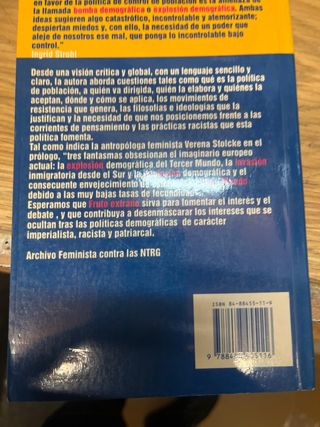 en favor de la política de control de población es la amenaza de
la llamada bomba demográfica o explosión demográfica. Ambas
ideas sugieren algo catastrófico, incontrolable y atemorizante;
despiertan miedos y, con ello, la necesidad de un poder que
aleje de nosotros ese mal, que ponga lo incontrolable bajo
control."
Ingrid Strobl
Desde una visión crítica y global, con un lenguaje sencillo y
claro, la autora aborda cuestiones tales como qué es la política
de población, a quién va dirigida, quién la elabora y quiénes la
aceptan, dónde y cómo se aplica, los movimientos de
resistencia que genera, las filosofías e ideologías que la
justifican y la necesidad de que nos posicionemos frente a las
corrientes de pensamiento y las prácticas racistas que esta
política fomenta.
Tal como indica la antropóloga feminista Verena Stolcke en el
prólogo, "tres fantasmas obsesionan el imaginario europeo
actual: la explosión demográfica del Tercer Mundo, la invasión
inmigratoria desde el Sur y la demográfica y el
consecuente envejecimiento de
debido a las muy bajas tasas de fecundidad".
Esperamos que Fruto extraño sirva para fomentar el interés y el
debate , y que contribuya a desenmascarar los intereses que se
ocultan tras las políticas demográficas de carácter
imperialista, racista y patriarcal.
Archivo Feminista contra las NTRG
ISBN 84-88455-11-9